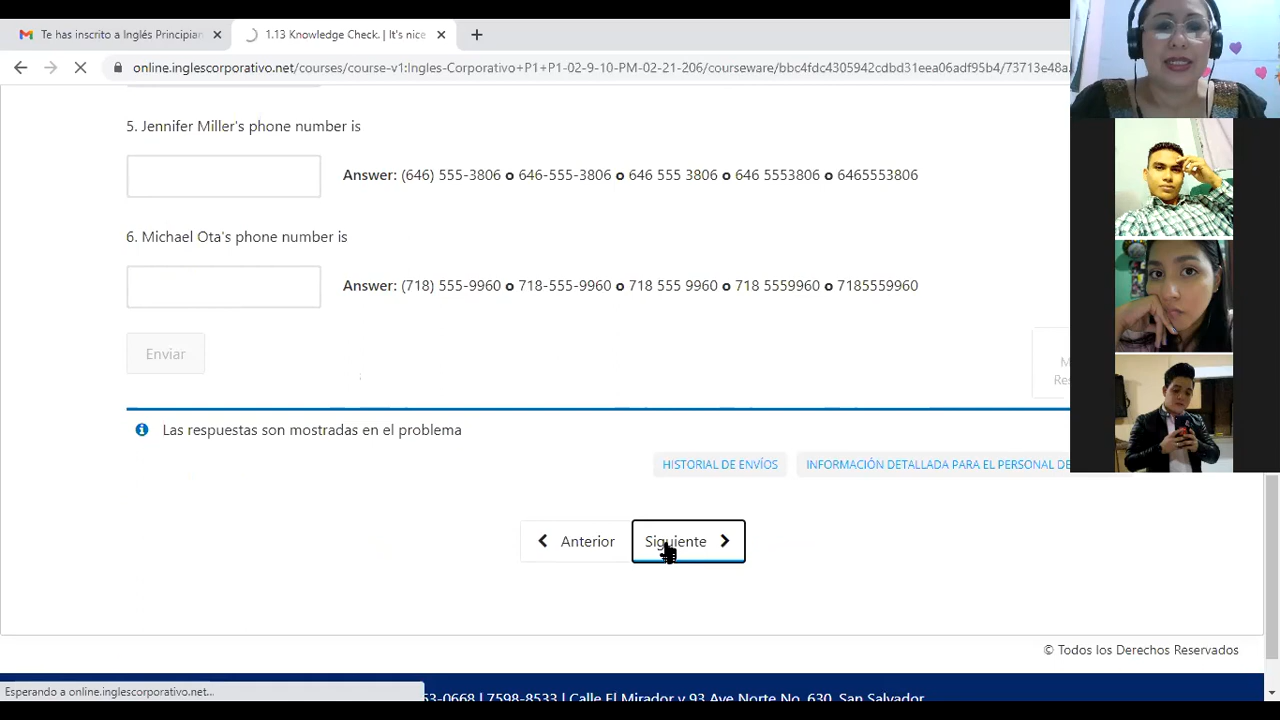 Te has inscrito a Inglés Principian
1.13 Knowledge Check. | It's nice
online.inglescorporativo.net/courses/course-v1:Ingles-Corporativo+P1+P1-02-9-10-PM-02-21-206/courseware/bbc4fdc4305942cdbd31eea06adf95b4/73713e48a
5. Jennifer Miller's phone number is
Answer: (646) 555-3806 o 646-555-3806 o 646 555 3806 o 646 5553806 o 6465553806
6. Michael Ota's phone number is
Answer: (718) 555-9960 o 718-555-9960 o 718 555 9960 o 718 5559960 o 7185559960
Enviar
Las respuestas son mostradas en el problema
HISTORIAL DE ENVÍOS
INFORMACIÓN DETALLADA PARA EL PERSONAL DE
Anterior
Siguiente
© Todos los Derechos Reservados
Esperando a online.inglescorporativo.net...
53-0668 | 7598-8533 | Calle El Mirador y 93 Ave Norte No. 630, San Salvador